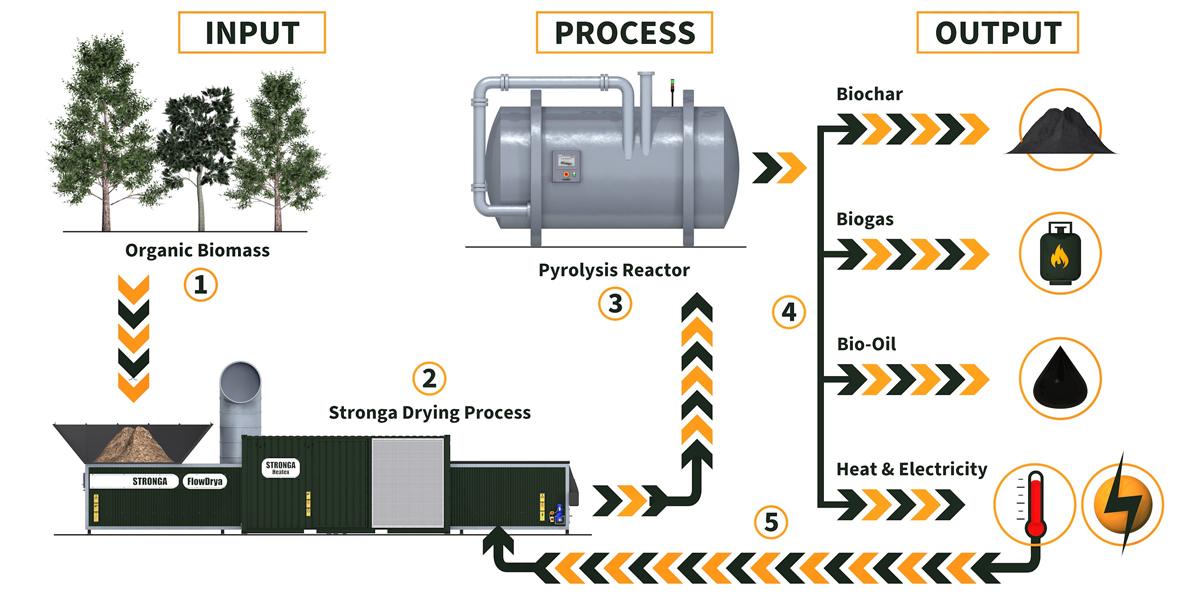 INPUT
PROCESS
OUTPUT
Organic Biomass
1
2
Stronga Drying Process
STRONGA
FlowDrya
STRONGA
Heatex
Pyrolysis Reactor
3
4
Biochar
Biogas
Bio-Oil
Heat & Electricity
5